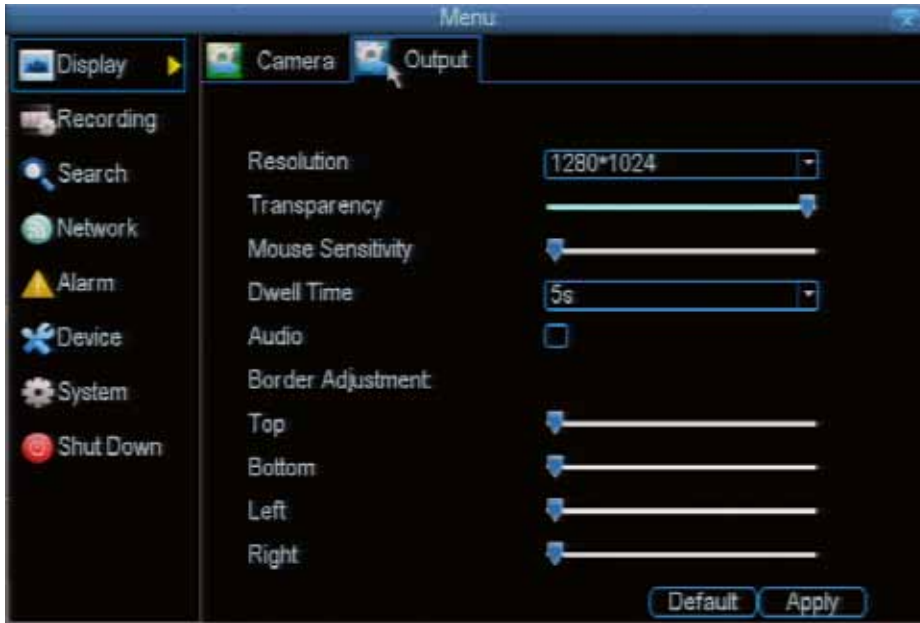 Menu
Display
Recording
Search
Network
Alarm
Device
System
Shut Down
Camera
Output
Resolution
1280*1024
Transparency
Mouse Sensitivity
Dwell Time
5s
Audio
Border Adjustment:
Top
Bottom
Left
Right
Default
Apply